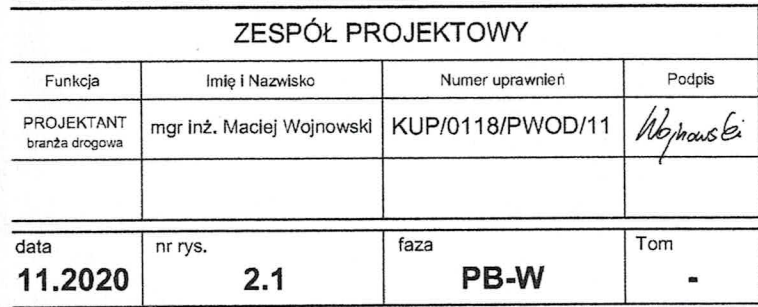 ZESPÓŁ PROJEKTOWY
Funkcja Imię i Nazwisko Numer uprawnień Podpis
PROJEKTANT
branża drogowa
mgr inż. Maciej Wojnowski KUP/0118/PWOD/11 Wojnowski
data nr rys. faza Tom
11.2020 2.1 PB-W -